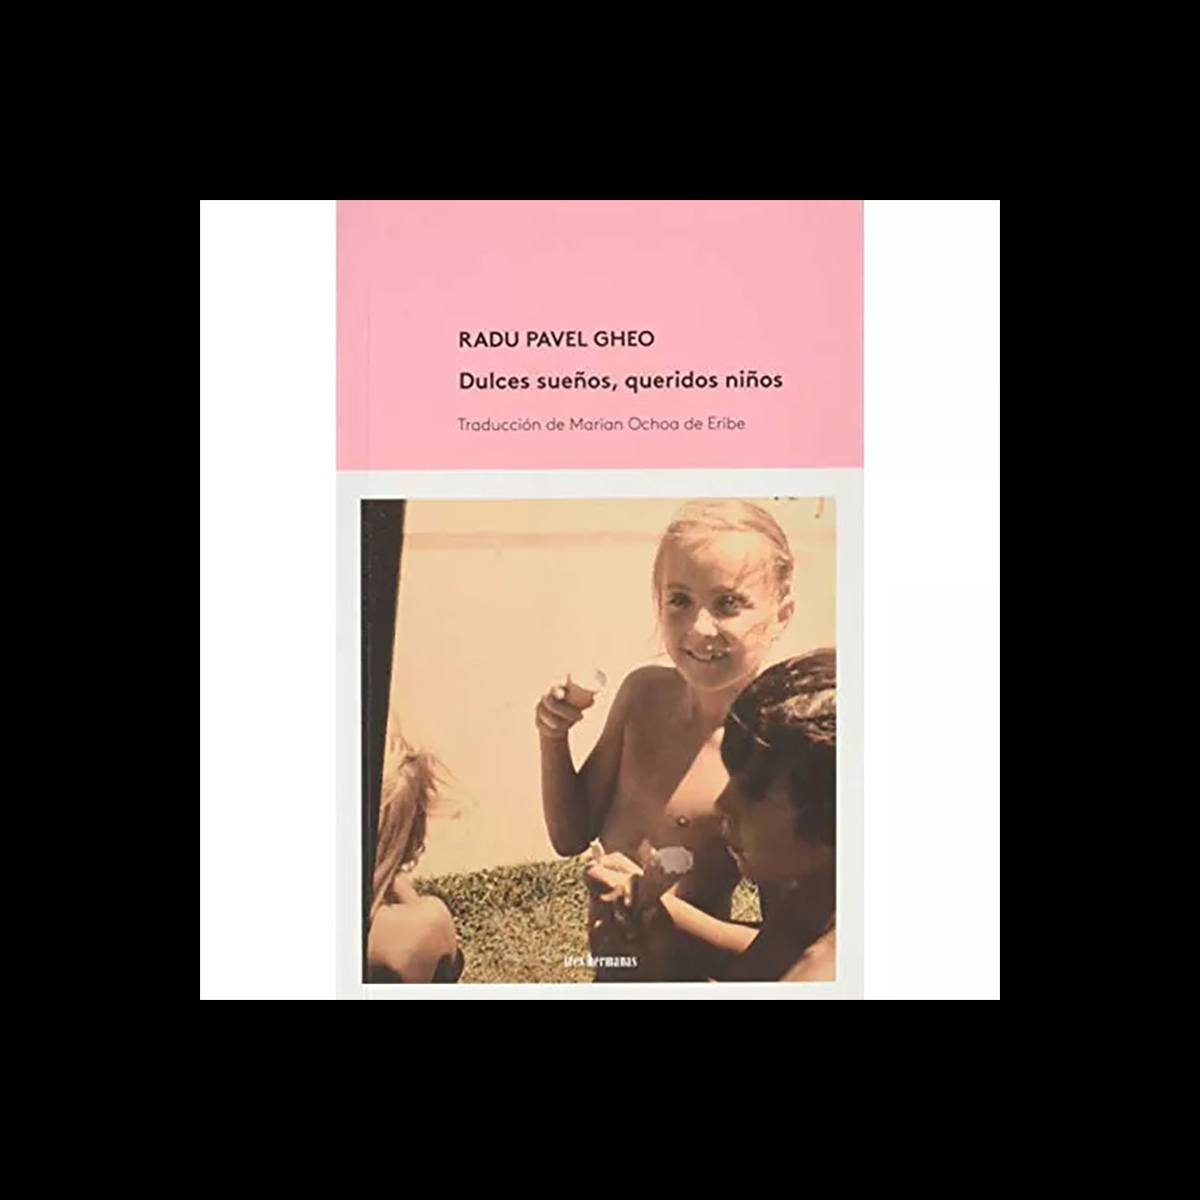 RADU PAVEL GHEO
Dulces sueños, queridos niños
Traducción de Marian Ochoa de Eribe
tres hermanas